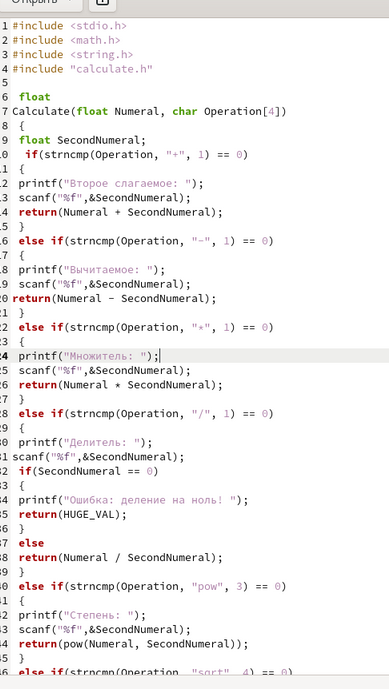 Открыть
1 #include <stdio.h>
2 #include <math.h>
3 #include <string.h>
4 #include "calculate.h"
5
6 float
7 Calculate(float Numeral, char Operation[4])
8 {
9 float SecondNumeral;
10 if(strncmp(Operation, "+", 1) == 0)
11 {
12 printf("Второе слагаемое: ");
13 scanf("%f",&SecondNumeral);
14 return(Numeral + SecondNumeral);
15 }
16 else if(strncmp(Operation, "-", 1) == 0)
17 {
18 printf("Вычитаемое: ");
19 scanf("%f",&SecondNumeral);
20 return(Numeral - SecondNumeral);
21 }
22 else if(strncmp(Operation, "*", 1) == 0)
23 {
24 printf("Множитель: ");
25 scanf("%f",&SecondNumeral);
26 return(Numeral * SecondNumeral);
27 }
28 else if(strncmp(Operation, "/", 1) == 0)
29 {
30 printf("Делитель: ");
31 scanf("%f",&SecondNumeral);
32 if(SecondNumeral == 0)
33 {
34 printf("Ошибка: деление на ноль! ");
35 return(HUGE_VAL);
36 }
37 else
38 return(Numeral / SecondNumeral);
39 }
40 else if(strncmp(Operation, "pow", 3) == 0)
41 {
42 printf("Степень: ");
43 scanf("%f",&SecondNumeral);
44 return(pow(Numeral, SecondNumeral));
45 }
46 else if(strncmp(Operation, "sqrt", 4) == 0)